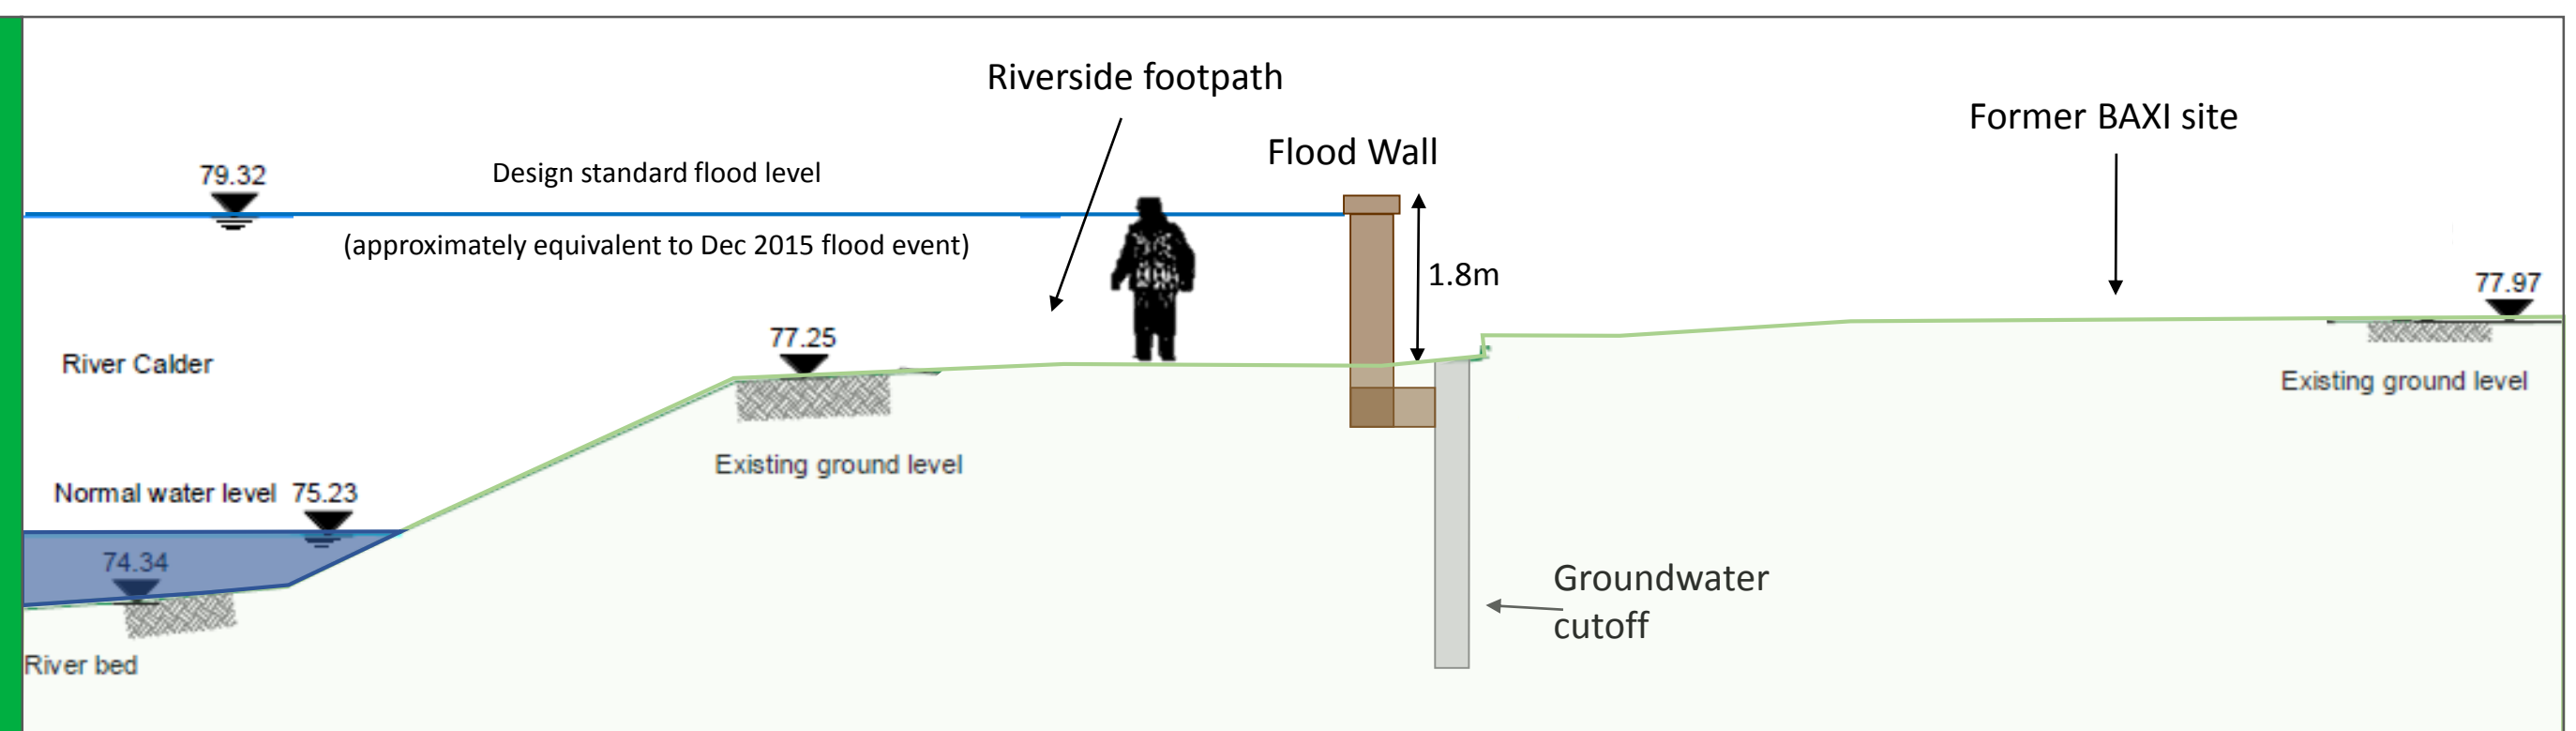 Riverside footpath
Former BAXI site
Flood Wall
79.32
Design standard flood level
(approximately equivalent to Dec 2015 flood event)
1.8m
77.97
77.25
River Calder
Existing ground level
Existing ground level
Normal water level 75.23
74.34
Groundwater
cutoff
River bed